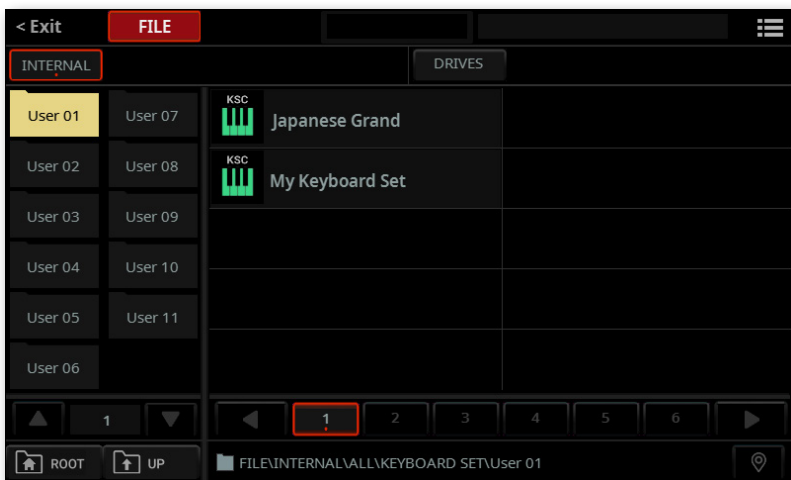 < Exit FILE
INTERNAL DRIVES
User 01 User 07 KSC Japanese Grand
User 02 User 08 KSC My Keyboard Set
User 03 User 09
User 04 User 10
User 05 User 11
User 06
1 1 2 3 4 5 6
ROOT UP FILE\INTERNAL\ALL\KEYBOARD SET\User 01